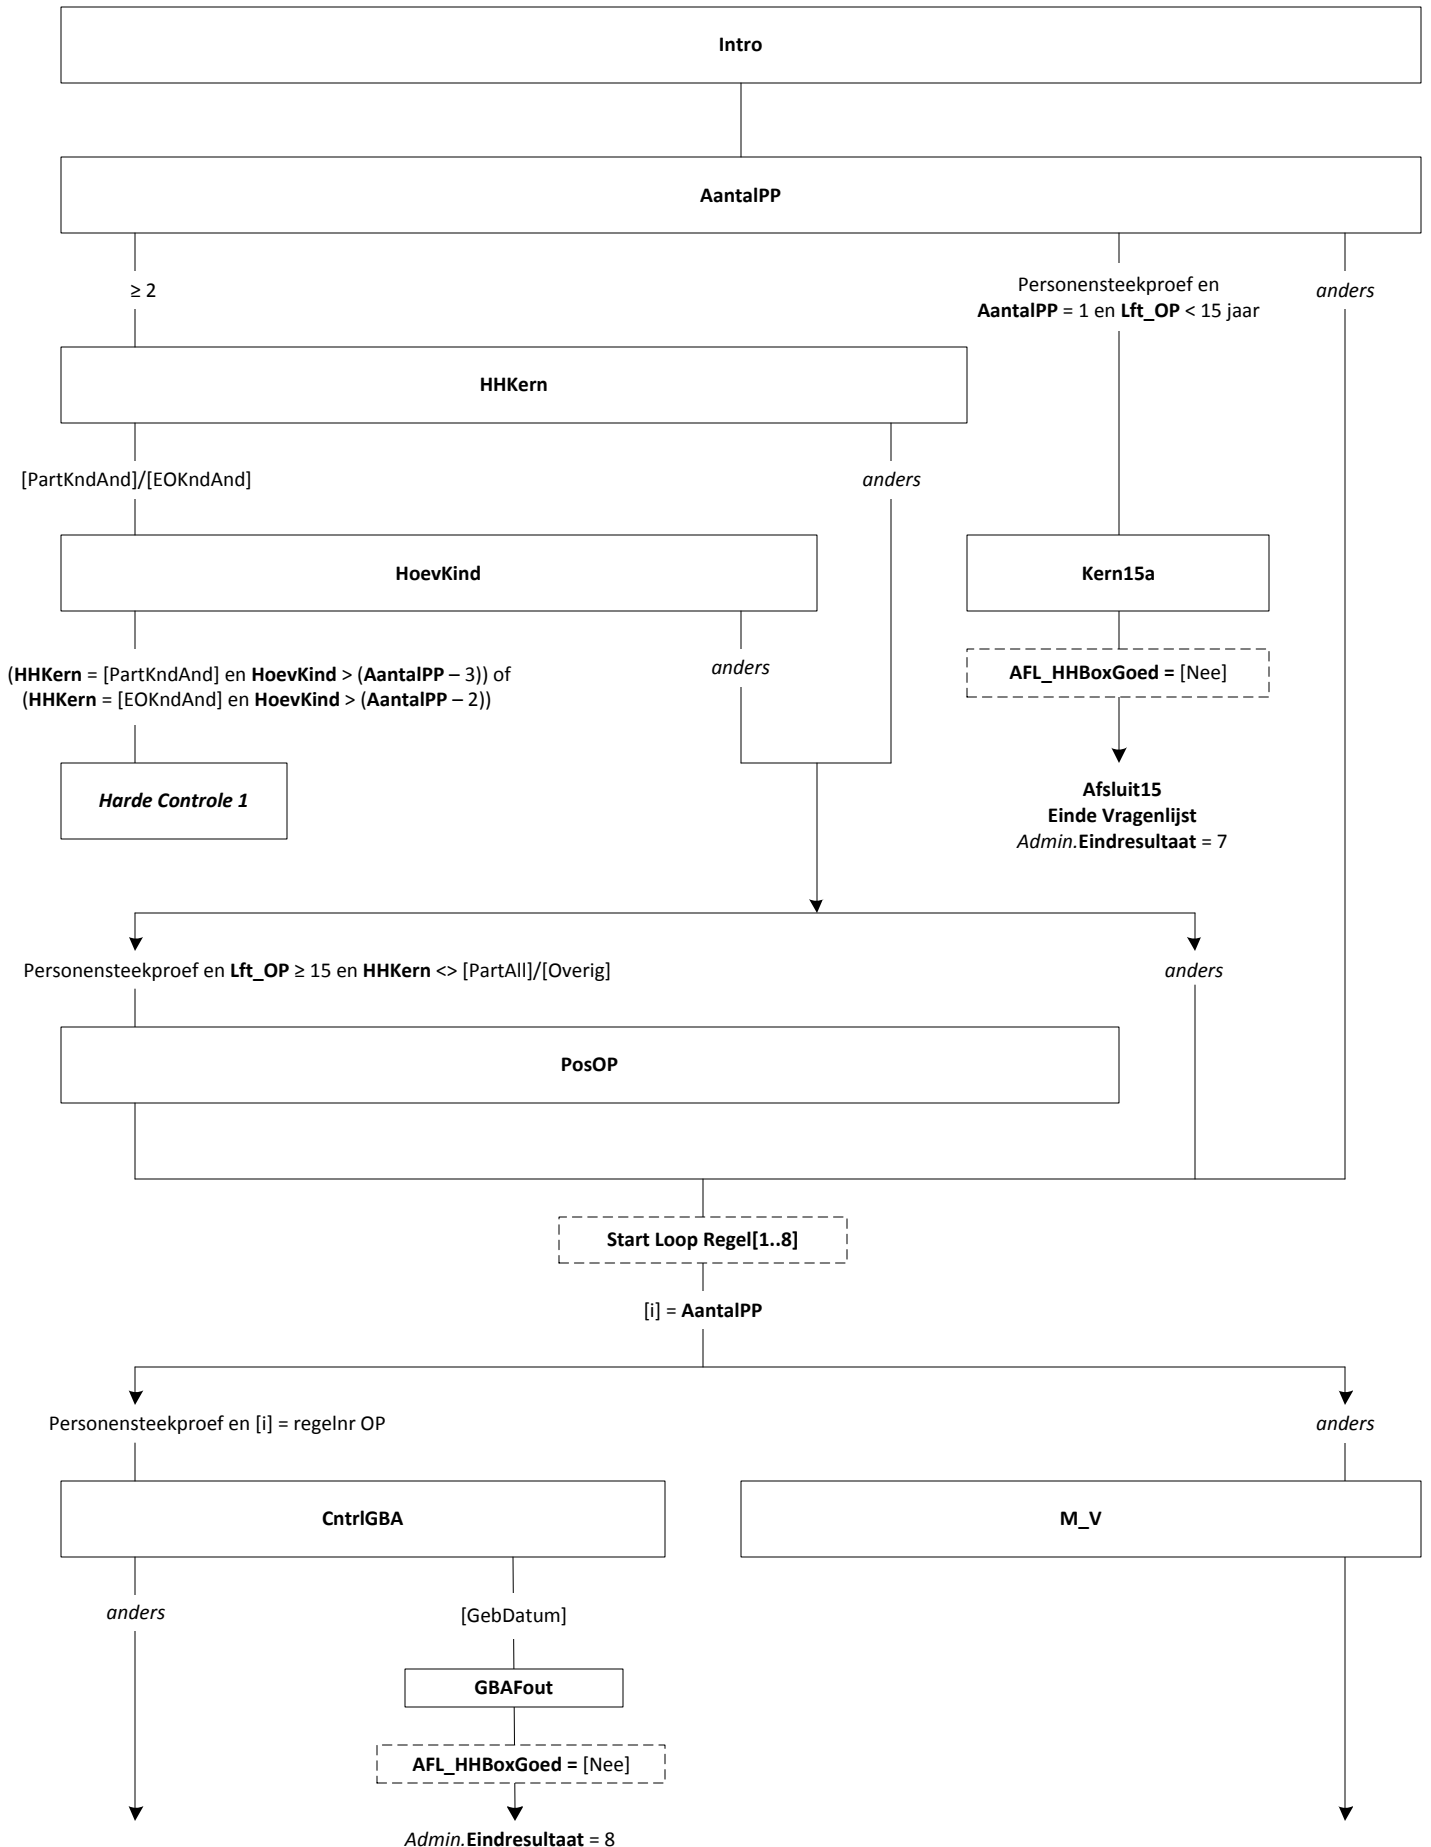 Intro
AantalPP
≥ 2
Personensteekproef en
AantalPP = 1 en Lft_OP < 15 jaar
anders
HHKern
[PartKndAnd]/[EOKndAnd]
anders
HoevKind
Kern15a
(HHKern = [PartKndAnd] en HoevKind > (AantalPP – 3)) of
(HHKern = [EOKndAnd] en HoevKind > (AantalPP – 2))
anders
AFL_HHBoxGoed = [Nee]
Harde Controle 1
Afsluit15
Einde Vragenlijst
Admin.Eindresultaat = 7
Personensteekproef en Lft_OP ≥ 15 en HHKern <> [PartAll]/[Overig]
anders
PosOP
Start Loop Regel[1..8]
[i] = AantalPP
Personensteekproef en [i] = regelnr OP
anders
CntrlGBA
M_V
anders
[GebDatum]
GBAFout
AFL_HHBoxGoed = [Nee]
Admin.Eindresultaat = 8